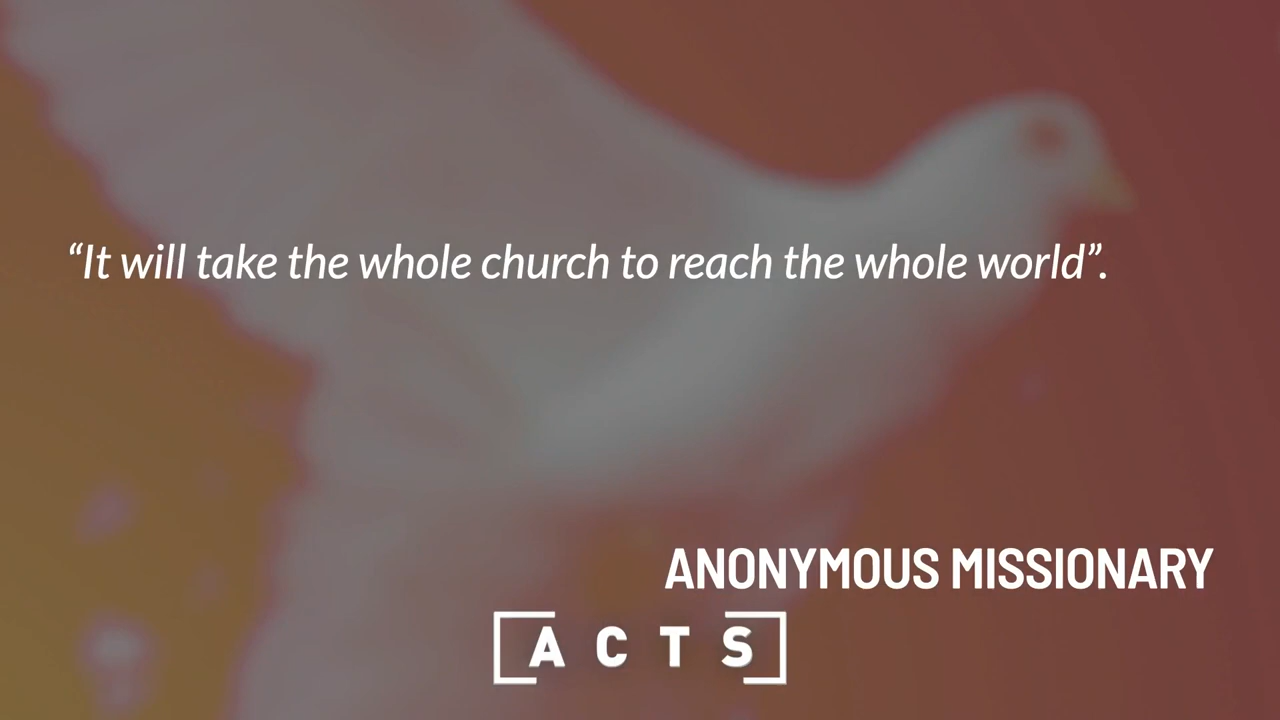 “It will take the whole church to reach the whole world”.
ANONYMOUS MISSIONARY
ACTS